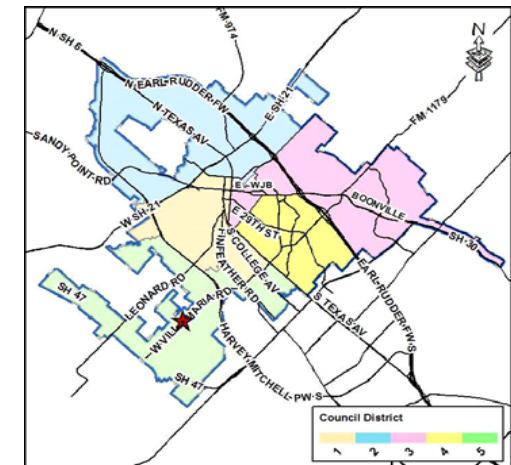 N SH 6
FM-974
N
N EARL-RUDDER-FW
E-SH-21
N-TEXAS-AV
FM-1179
SANDY-POINT-RD
E-WJB
BOONVILLE
W-SH-21
E 29TH ST
SH-30
S COLLEGE-AV
FINFEATHER-RD
EARL-RUDDER-FW-S
LEONARD RD
SH 47
S TEXAS AV
W-VILLA MARIA-RD
HARVEY-MITCHELL-PW-S
SH 47
Council District
1 2 3 4 5